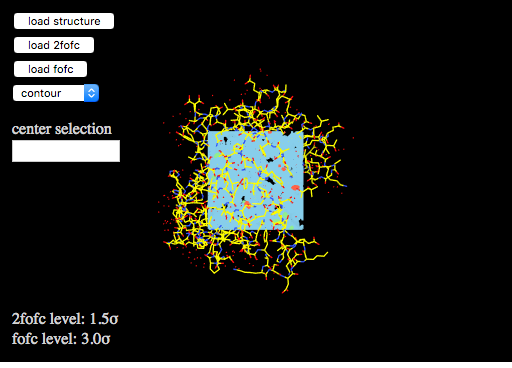 load structure
load 2fofc
load fofc
contour
center selection
2fofc level: 1.5σ
fofc level: 3.0σ